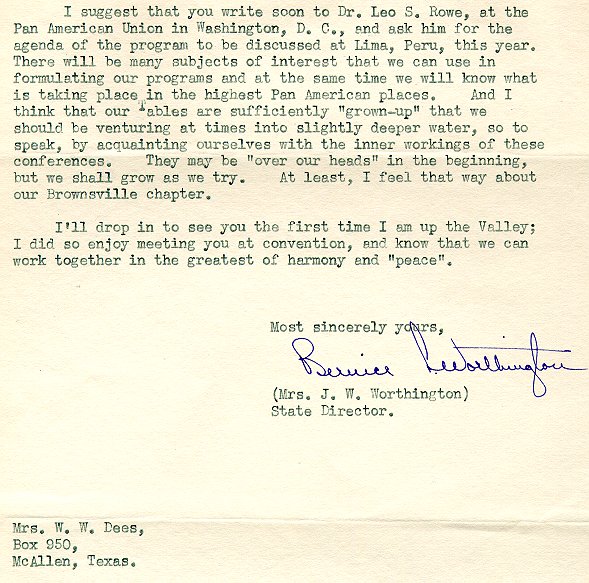 I suggest that you write soon to Dr. Leo S. Rowe, at the
Pan American Union in Washington, D. C., and ask him for the
agenda of the program to be discussed at Lima, Peru, this year.
There will be many subjects of interest that we can use in
formulating our programs and at the same time we will know what
is taking place in the highest Pan American places. And I
think that our Tables are sufficiently "grown-up" that we
should be venturing at times into slightly deeper water, so to
speak, by acquainting ourselves with the inner workings of these
conferences. They may be "over our heads" in the beginning,
but we shall grow as we try. At least, I feel that way about
our Brownsville chapter.
I'll drop in to see you the first time I am up the Valley;
I did so enjoy meeting you at convention, and know that we can
work together in the greatest of harmony and "peace".
Most sincerely yours,
Bernice L. Worthington
(Mrs. J. W. Worthington)
State Director.
Mrs. W. W. Dees,
Box 950,
McAllen, Texas.